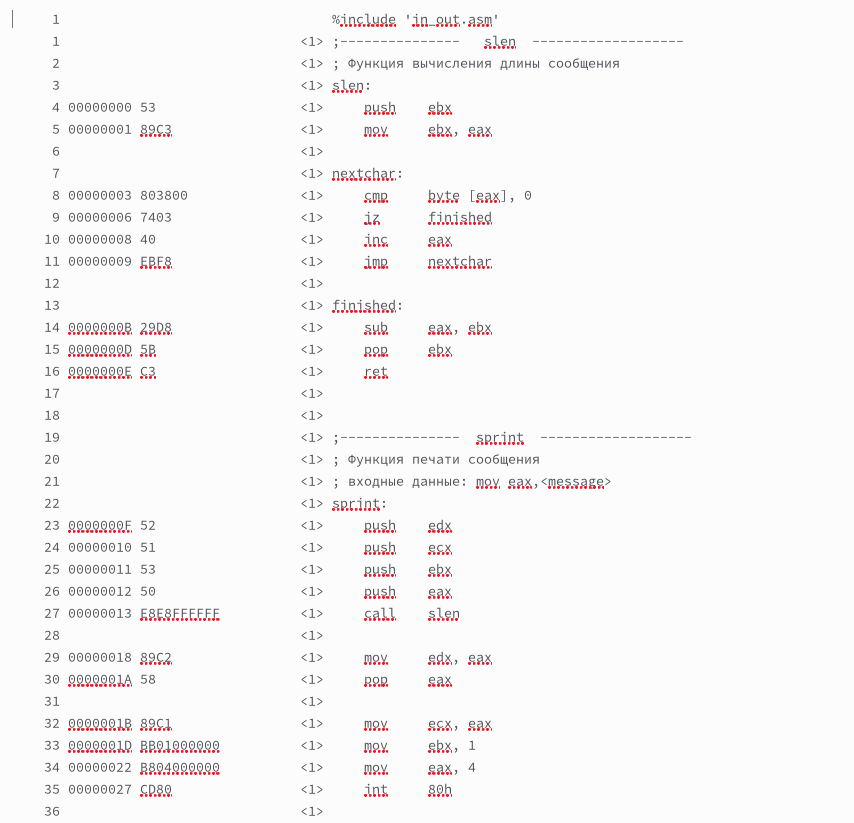 1                                  %include 'in_out.asm'
1                              <1> ;---------------   slen  -------------------
2                              <1> ; Функция вычисления длины сообщения
3                              <1> slen:
4 00000000 53                  <1>     push    ebx
5 00000001 89C3                <1>     mov     ebx, eax
6                              <1>
7                              <1> nextchar:
8 00000003 803800              <1>     cmp     byte [eax], 0
9 00000006 7403                <1>     jz      finished
10 00000008 40                  <1>     inc     eax
11 00000009 EBF8                <1>     jmp     nextchar
12                              <1>
13                              <1> finished:
14 0000000B 29D8                <1>     sub     eax, ebx
15 0000000D 5B                  <1>     pop     ebx
16 0000000E C3                  <1>     ret
17                              <1>
18                              <1>
19                              <1> ;---------------  sprint  -------------------
20                              <1> ; Функция печати сообщения
21                              <1> ; входные данные: mov eax,<message>
22                              <1> sprint:
23 0000000F 52                  <1>     push    edx
24 00000010 51                  <1>     push    ecx
25 00000011 53                  <1>     push    ebx
26 00000012 50                  <1>     push    eax
27 00000013 E8E8FFFFFF          <1>     call    slen
28                              <1>
29 00000018 89C2                <1>     mov     edx, eax
30 0000001A 58                  <1>     pop     eax
31                              <1>
32 0000001B 89C1                <1>     mov     ecx, eax
33 0000001D BB01000000          <1>     mov     ebx, 1
34 00000022 B804000000          <1>     mov     eax, 4
35 00000027 CD80                <1>     int     80h
36                              <1>